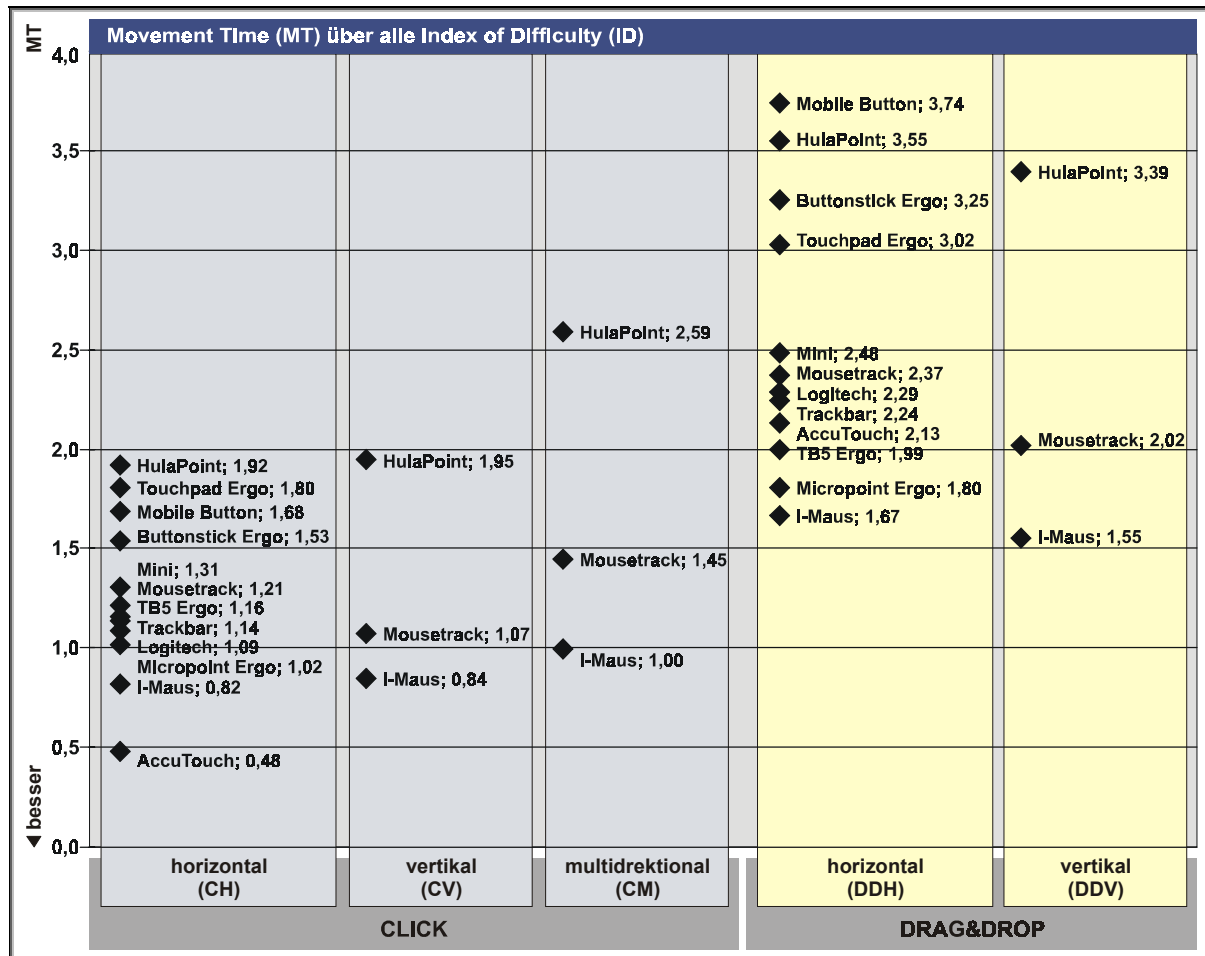 MT
Movement Time (MT) über alle Index of Difficulty (ID)
4,0
3,5
3,0
2,5
2,0
1,5
1,0
0,5
0,0
◄ besser
HulaPoint; 1,92
Touchpad Ergo; 1,80
Mobile Button; 1,68
Buttonstick Ergo; 1,53
Mini; 1,31
Mousetrack; 1,21
TB5 Ergo; 1,16
Trackbar; 1,14
Logitech; 1,09
Micropoint Ergo; 1,02
I-Maus; 0,82
AccuTouch; 0,48
HulaPoint; 1,95
Mousetrack; 1,07
I-Maus; 0,84
HulaPoint; 2,59
Mousetrack; 1,45
I-Maus; 1,00
Mobile Button; 3,74
HulaPoint; 3,55
Buttonstick Ergo; 3,25
Touchpad Ergo; 3,02
Mini; 2,48
Mousetrack; 2,37
Logitech; 2,29
Trackbar; 2,24
AccuTouch; 2,13
TB5 Ergo; 1,99
Micropoint Ergo; 1,80
I-Maus; 1,67
HulaPoint; 3,39
Mousetrack; 2,02
I-Maus; 1,55
horizontal
(CH)
vertikal
(CV)
multidrektional
(CM)
horizontal
(DDH)
vertikal
(DDV)
CLICK
DRAG&DROP